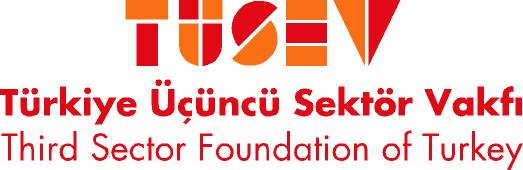 TÜSEV
Türkiye Üçüncü Sektör Vakfı
Third Sector Foundation of Turkey